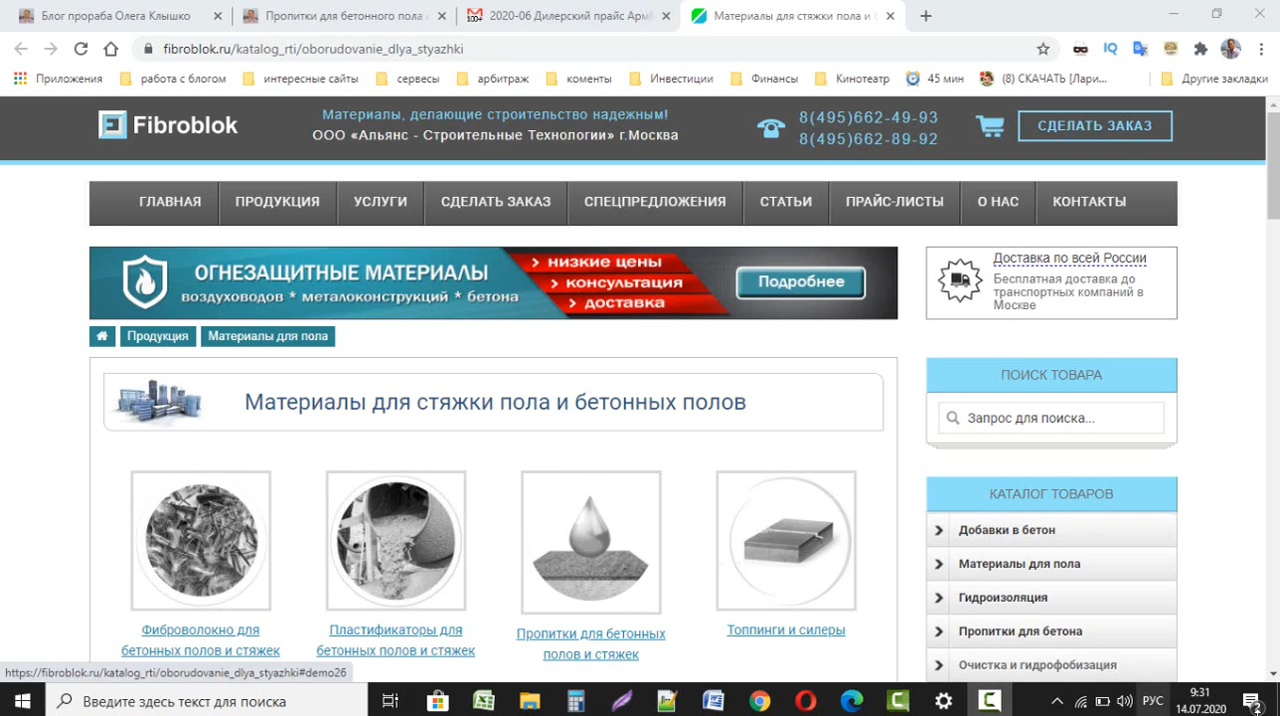 Блог прораба Олега Клышко
Пропитки для бетонного пола
100+
2020-06 Дилерский прайс Арм
Материалы для стяжки пола и б
fibroblok.ru/katalog_rti/oborudovanie_dlya_styazhki
IQ
Приложения
работа с блогом
интересные сайты
сервесы
арбитраж
коменты
Инвестиции
Финансы
Кинотеатр
45 мин
(8) СКАЧАТЬ [Лари...
Другие закладки
Fibroblok
Материалы, делающие строительство надежным!
ООО «Альянс - Строительные Технологии» г.Москва
8(495)662-49-93
8(495)662-89-92
СДЕЛАТЬ ЗАКАЗ
ГЛАВНАЯ
ПРОДУКЦИЯ
УСЛУГИ
СДЕЛАТЬ ЗАКАЗ
СПЕЦПРЕДЛОЖЕНИЯ
СТАТЬИ
ПРАЙС-ЛИСТЫ
О НАС
КОНТАКТЫ
ОГНЕЗАЩИТНЫЕ МАТЕРИАЛЫ
воздуховодов * металоконструкций * бетона
низкие цены
консультация
доставка
Подробнее
Доставка по всей России
Бесплатная доставка до
транспортных компаний в
Москве
Продукция
Материалы для пола
Материалы для стяжки пола и бетонных полов
ПОИСК ТОВАРА
Запрос для поиска...
КАТАЛОГ ТОВАРОВ
Добавки в бетон
Материалы для пола
Гидроизоляция
Пропитки для бетона
Очистка и гидрофобизация
Фиброволокно для
бетонных полов и стяжек
Пластификаторы для
бетонных полов и стяжек
Пропитки для бетонных
полов и стяжек
Топпинги и силеры
https://fibroblok.ru/katalog_rti/oborudovanie_dlya_styazhki#demo26
Введите здесь текст для поиска
РУС
9:31
14.07.2020
2